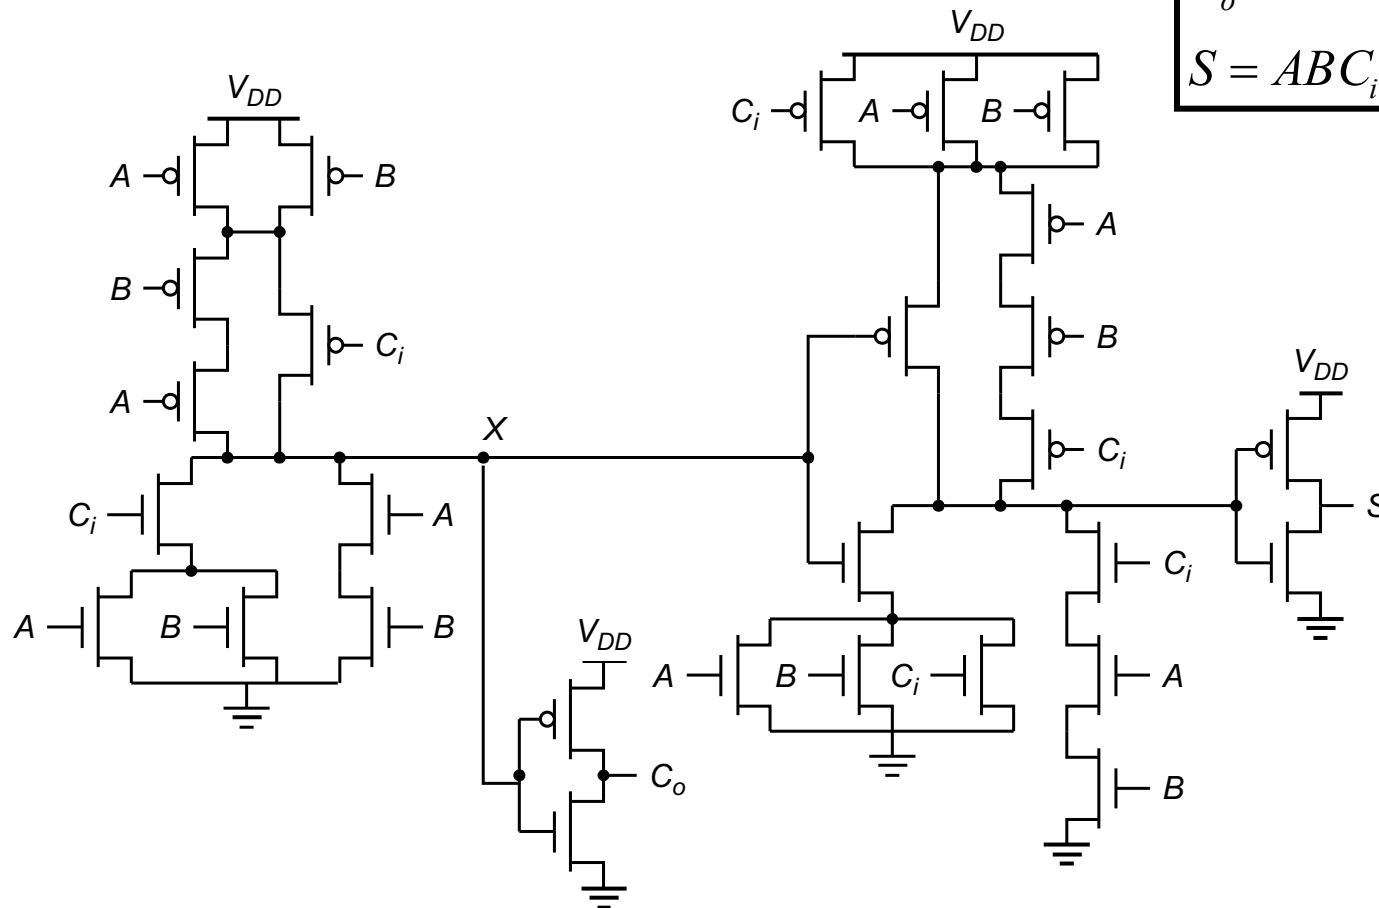 o
V_DD
S = ABC_i
V_DD
C_i A B
A B
A
B
C_i
B
A
V_DD
X
C_i
S
C_i A
C_i
A B B
V_DD
A B C_i A
C_o
B